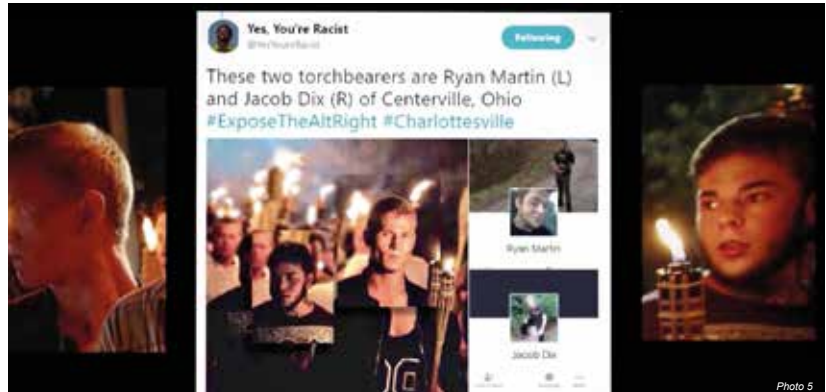 Yes, You're Racist
@YesYoureRacist
Following
These two torchbearers are Ryan Martin (L)
and Jacob Dix (R) of Centerville, Ohio
#ExposeTheAltRight #Charlottesville
Ryan Martin
Jacob Dix
Photo 5